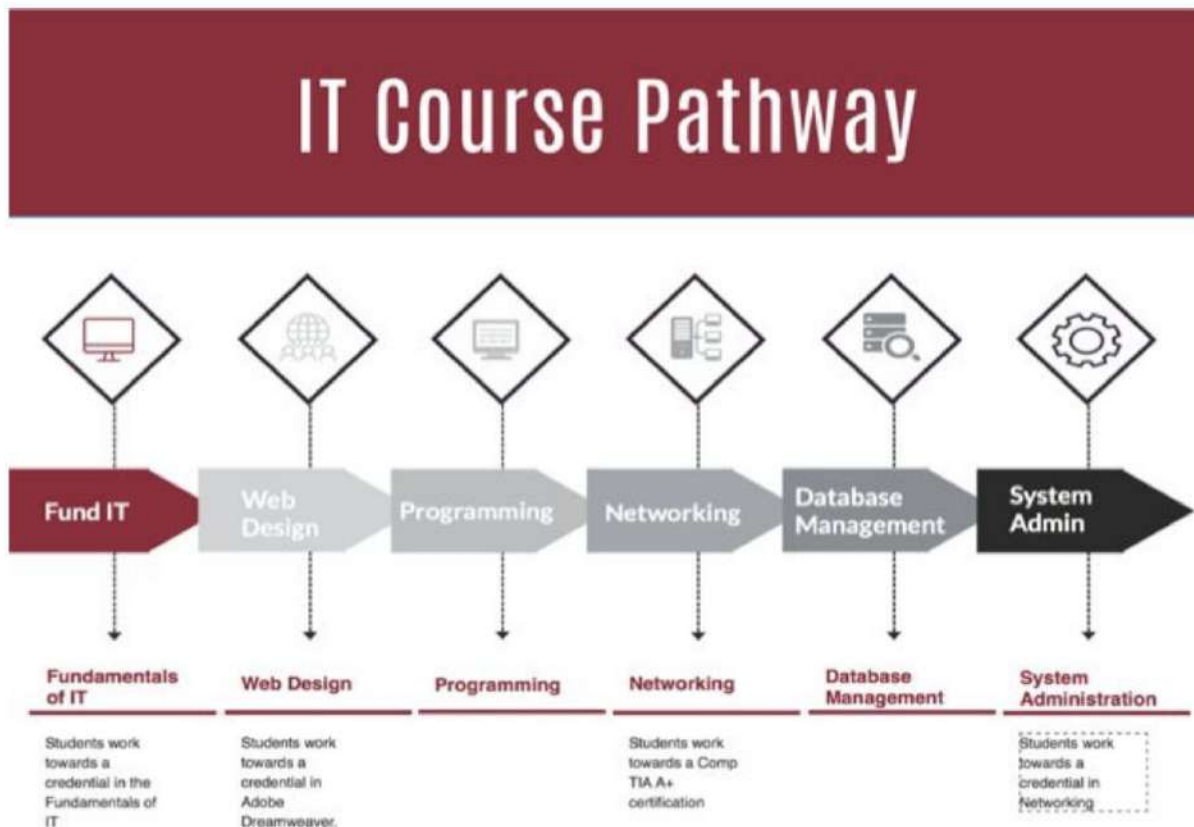 IT Course Pathway
Fund IT
Web
Design
Programming
Networking
Database
Management
System
Admin
Fundamentals
of IT
Web Design
Programming
Networking
Database
Management
System
Administration
Students work
towards a
credential in the
Fundamentals of
IT
Students work
towards a
credential in
Adobe
Dreamweaver.
Students work
towards a Comp
TIA A+
certification
Students work
towards a
credential in
Networking